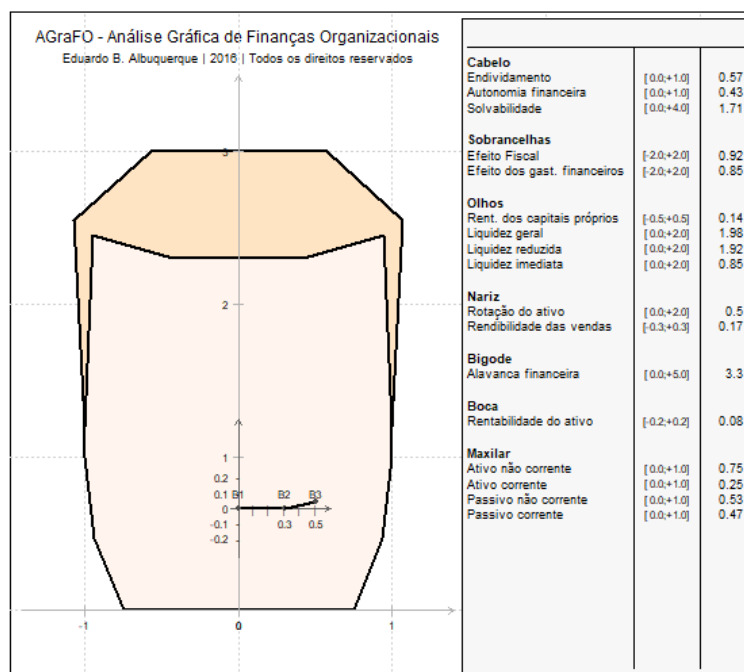 AGraFO - Análise Gráfica de Finanças Organizacionais
Eduardo B. Albuquerque | 2016 | Todos os direitos reservados
3
2
1
0.2
0.1 B1 B2 B3
0
-0.1 0.3 0.5
-0.2
-1 0 1
Cabelo
Endividamento [0.0;+1.0] 0.57
Autonomia financeira [0.0;+1.0] 0.43
Solvabilidade [0.0;+4.0] 1.71
Sobrancelhas
Efeito Fiscal [-2.0;+2.0] 0.92
Efeito dos gast. financeiros [-2.0;+2.0] 0.85
Olhos
Rent. dos capitais próprios [-0.5;+0.5] 0.14
Liquidez geral [0.0;+2.0] 1.98
Liquidez reduzida [0.0;+2.0] 1.92
Liquidez imediata [0.0;+2.0] 0.85
Nariz
Rotação do ativo [0.0;+2.0] 0.5
Rendibilidade das vendas [-0.3;+0.3] 0.17
Bigode
Alavanca financeira [0.0;+5.0] 3.3
Boca
Rentabilidade do ativo [-0.2;+0.2] 0.08
Maxilar
Ativo não corrente [0.0;+1.0] 0.75
Ativo corrente [0.0;+1.0] 0.25
Passivo não corrente [0.0;+1.0] 0.53
Passivo corrente [0.0;+1.0] 0.47